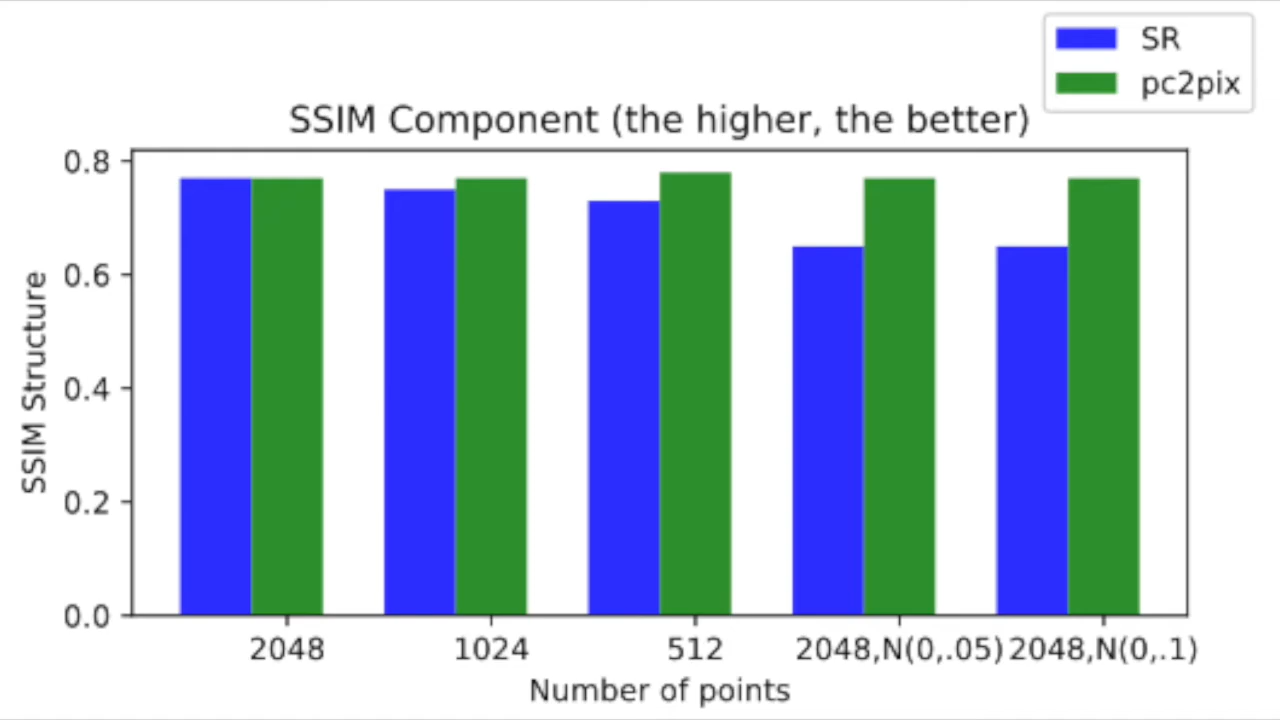 SR
pc2pix
SSIM Component (the higher, the better)
0.8
0.6
0.4
0.2
0.0
SSIM Structure
2048
1024
512
2048,N(0,.05)
2048,N(0,.1)
Number of points